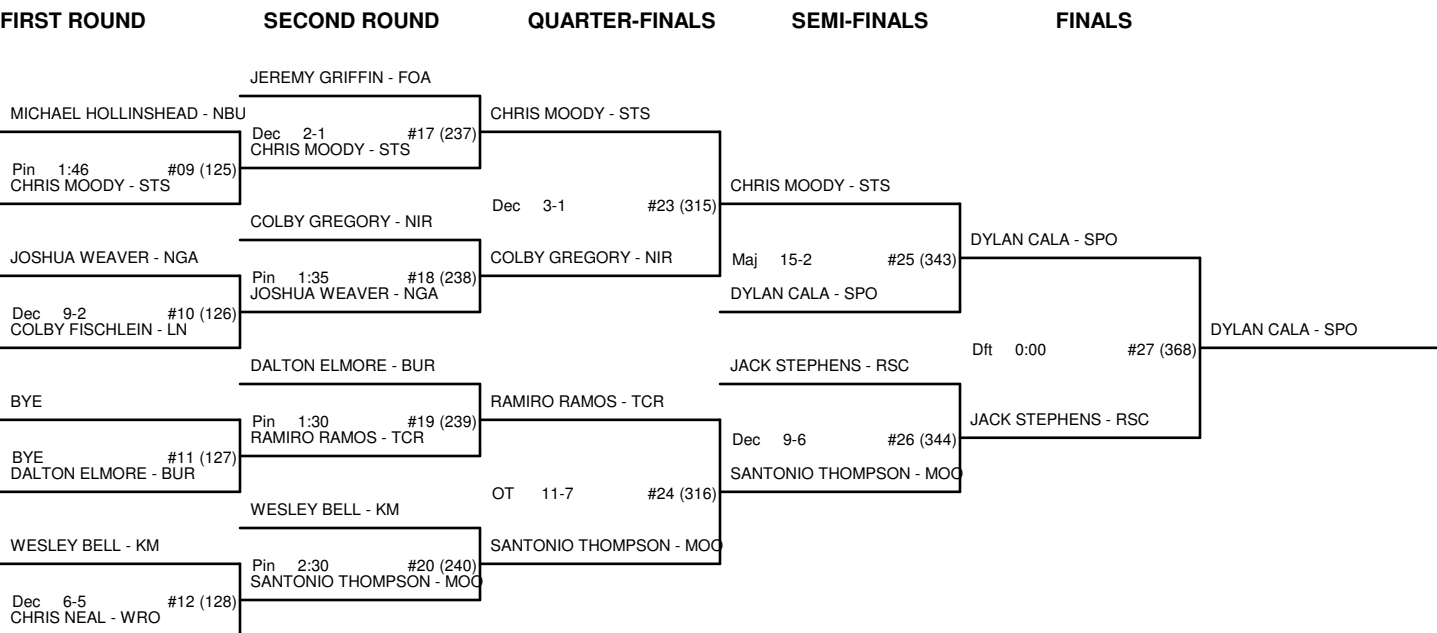 FIRST ROUND SECOND ROUND QUARTER-FINALS SEMI-FINALS FINALS
JEREMY GRIFFIN - FOA
MICHAEL HOLLINSHEAD - NBU CHRIS MOODY - STS
Dec 2-1 #17 (237)
CHRIS MOODY - STS
Pin 1:46 #09 (125)
CHRIS MOODY - STS CHRIS MOODY - STS
Dec 3-1 #23 (315)
COLBY GREGORY - NIR
DYLAN CALA - SPO
JOSHUA WEAVER - NGA COLBY GREGORY - NIR Maj 15-2 #25 (343)
Pin 1:35 #18 (238)
JOSHUA WEAVER - NGA DYLAN CALA - SPO
Dec 9-2 #10 (126)
COLBY FISCHLEIN - LN DYLAN CALA - SPO
Dft 0:00 #27 (368)
DALTON ELMORE - BUR JACK STEPHENS - RSC
BYE RAMIRO RAMOS - TCR
Pin 1:30 #19 (239) JACK STEPHENS - RSC
RAMIRO RAMOS - TCR Dec 9-6 #26 (344)
BYE #11 (127)
DALTON ELMORE - BUR SANTONIO THOMPSON - MOO
OT 11-7 #24 (316)
WESLEY BELL - KM
WESLEY BELL - KM SANTONIO THOMPSON - MOO
Pin 2:30 #20 (240)
SANTONIO THOMPSON - MOO
Dec 6-5 #12 (128)
CHRIS NEAL - WRO